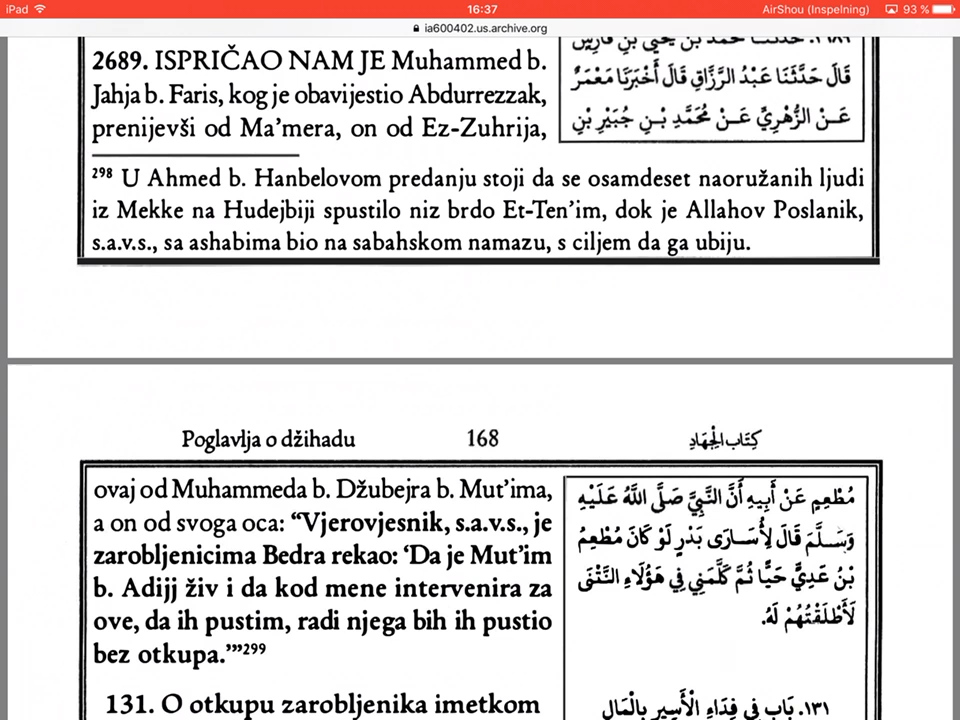 iPad 16:37 AirShou (Inspelning) 93 %
ia600402.us.archive.org
2689. ISPRIČAO NAM JE Muhammed b.
Jahja b. Faris, kog je obavijestio Abdurrezzak,
prenijevši od Ma’mera, on od Ez-Zuhrija,
قَالَ حَدَّثَنَا عَبْدُ الرَّزَّاقِ قَالَ أَخْبَرَنَا مَعْمَرٌ
عَنْ الزُّهْرِيِّ عَنْ مُحَمَّدِ بْنِ جُبَيْرِ بْنِ
298 U Ahmed b. Hanbelovom predanju stoji da se osamdeset naoružanih ljudi
iz Mekke na Hudejbiji spustilo niz brdo Et-Ten’im, dok je Allahov Poslanik,
s.a.v.s., sa ashabima bio na sabahskom namazu, s ciljem da ga ubiju.
Poglavlja o džihadu 168 كِتَاب الْجِهَادِ
ovaj od Muhammeda b. Džubejra b. Mut’ima,
a on od svoga oca: “Vjerovjesnik, s.a.v.s., je
zarobljenicima Bedra rekao: ‘Da je Mut’im
b. Adijj živ i da kod mene intervenira za
ove, da ih pustim, radi njega bih ih pustio
bez otkupa.’”299
مُطْعِمٍ عَنْ أَبِيهِ أَنَّ النَّبِيَّ صَلَّى اللَّهُ عَلَيْهِ
وَسَلَّمَ قَالَ لِأُسَارَى بَدْرٍ لَوْ كَانَ مُطْعِمُ
بْنُ عَدِيٍّ حَيًّا ثُمَّ كَلَّمَنِي فِي هَؤُلَاءِ النَّتْنَى
لَأَطْلَقْتُهُمْ لَهُ.
131. O otkupu zarobljenika imetkom
١٣١. بَاب فِي فِدَاءِ الْأَسِيرِ بِالْمَالِ